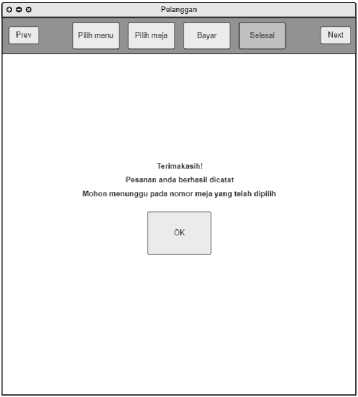 Pelanggan
Prev Pilih menu Pilih meja Bayar Selesai Next
Terimakasih!
Pesanan anda berhasil dicatat
Mohon menunggu pada nomor meja yang telah dipilih
OK